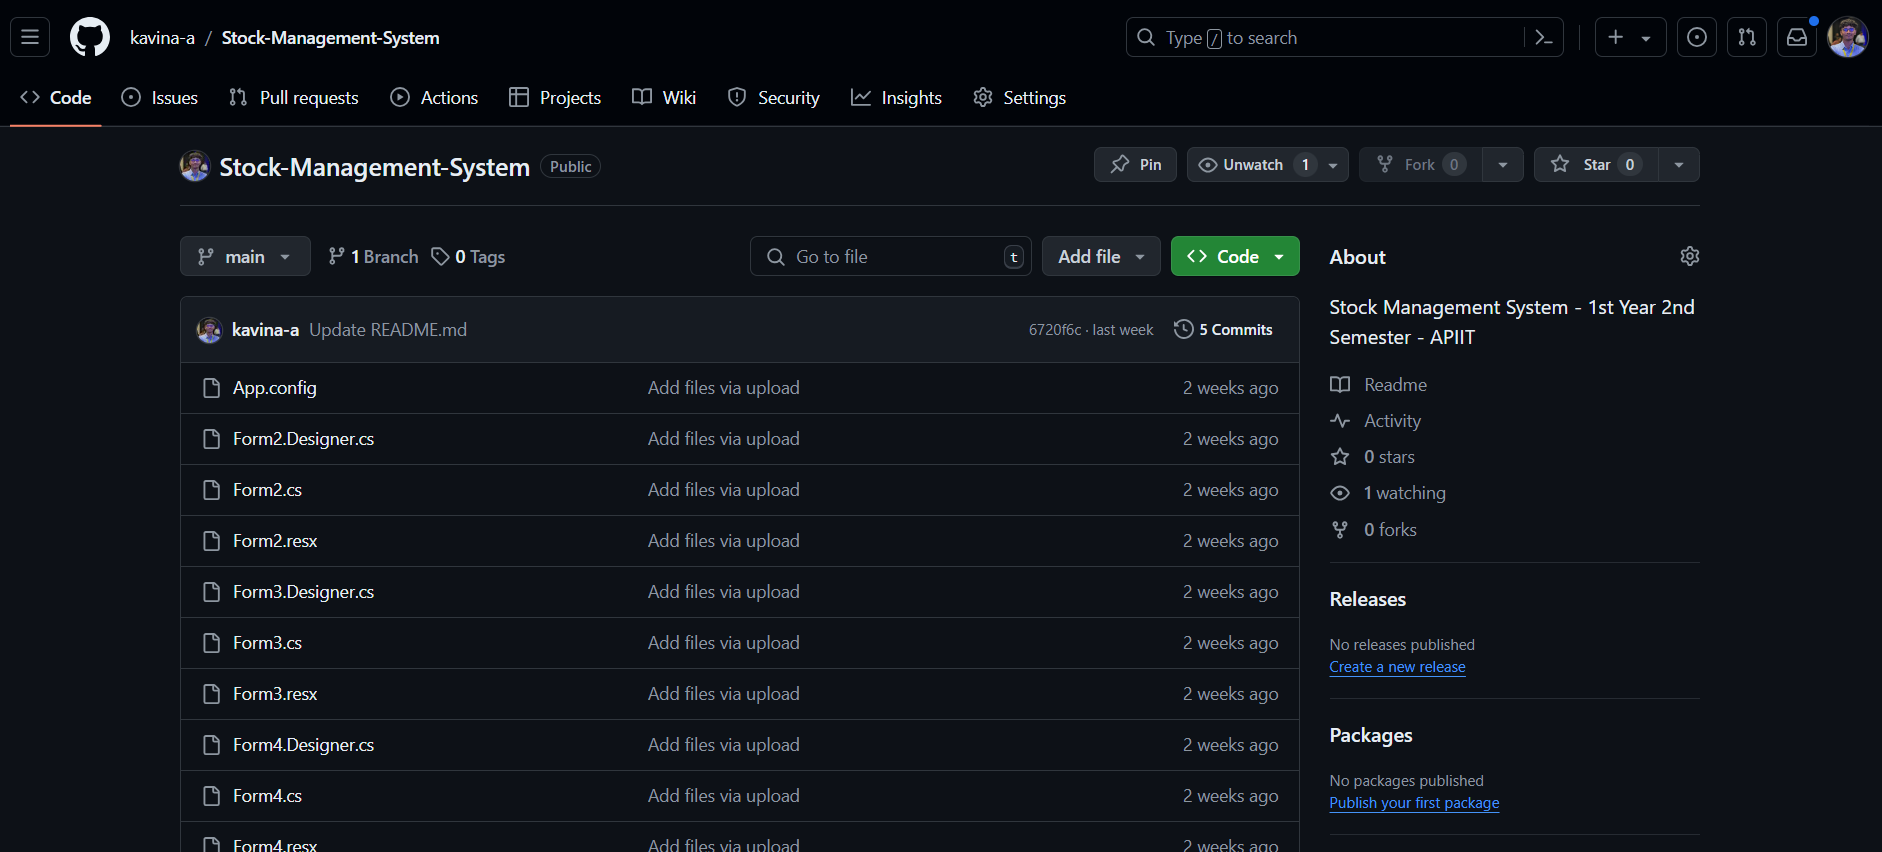 kavina-a / Stock-Management-System
Type / to search
Code Issues Pull requests Actions Projects Wiki Security Insights Settings
Stock-Management-System Public
Pin Unwatch 1 Fork 0 Star 0
main 1 Branch 0 Tags Go to file t Add file Code
kavina-a Update README.md 6720f6c · last week 5 Commits
App.config Add files via upload 2 weeks ago
Form2.Designer.cs Add files via upload 2 weeks ago
Form2.cs Add files via upload 2 weeks ago
Form2.resx Add files via upload 2 weeks ago
Form3.Designer.cs Add files via upload 2 weeks ago
Form3.cs Add files via upload 2 weeks ago
Form3.resx Add files via upload 2 weeks ago
Form4.Designer.cs Add files via upload 2 weeks ago
Form4.cs Add files via upload 2 weeks ago
Form4.resx Add files via upload 2 weeks ago
About
Stock Management System - 1st Year 2nd
Semester - APIIT
Readme
Activity
0 stars
1 watching
0 forks
Releases
No releases published
Create a new release
Packages
No packages published
Publish your first package